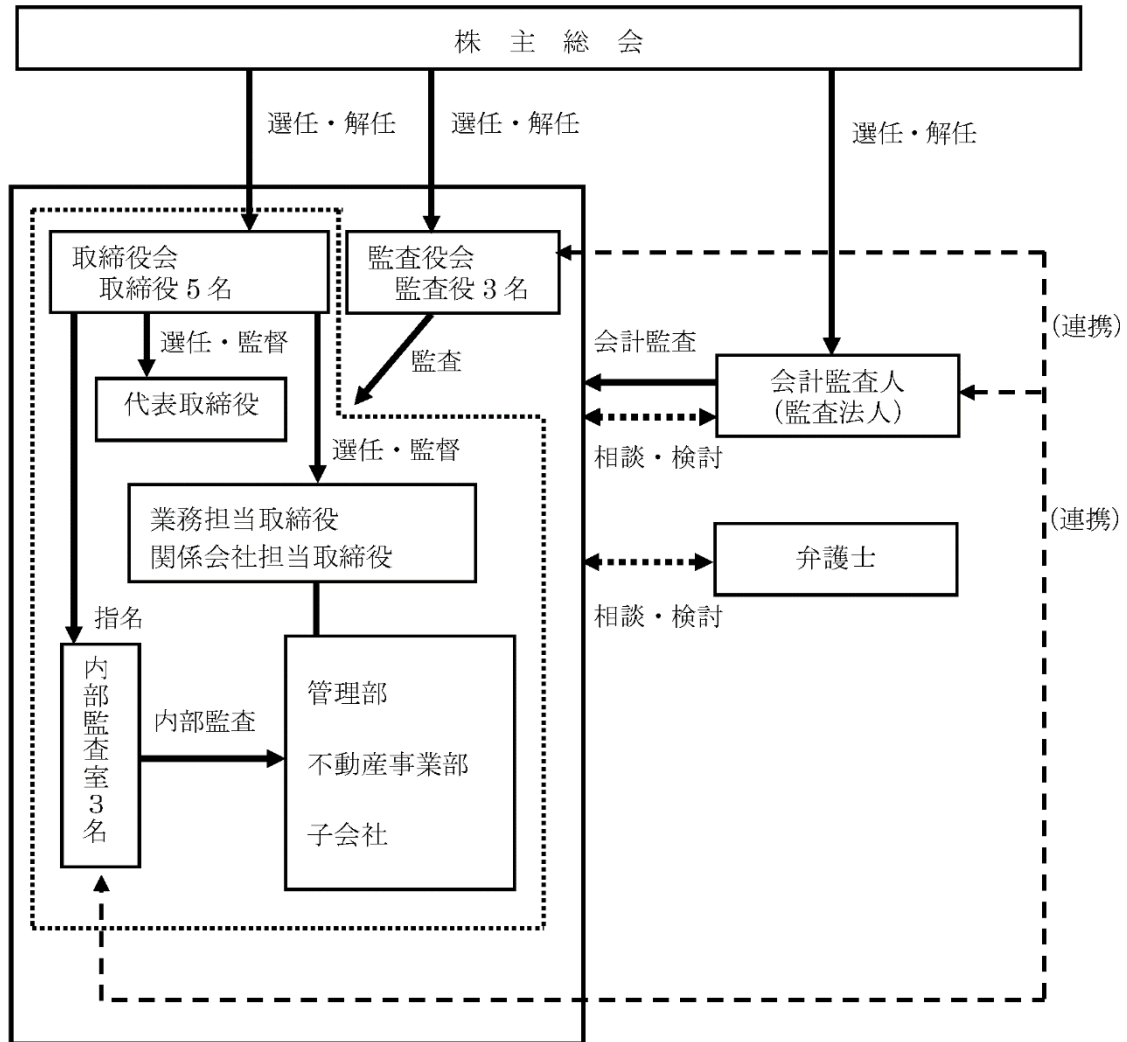 株 主 総 会
選任・解任
選任・解任
選任・解任
取締役会
取締役5名
監査役会
監査役3名
(連携)
選任・監督
監査
会計監査
代表取締役
会計監査人
(監査法人)
選任・監督
相談・検討
業務担当取締役
関係会社担当取締役
(連携)
弁護士
指名
相談・検討
内部監査室3名
内部監査
管理部
不動産事業部
子会社